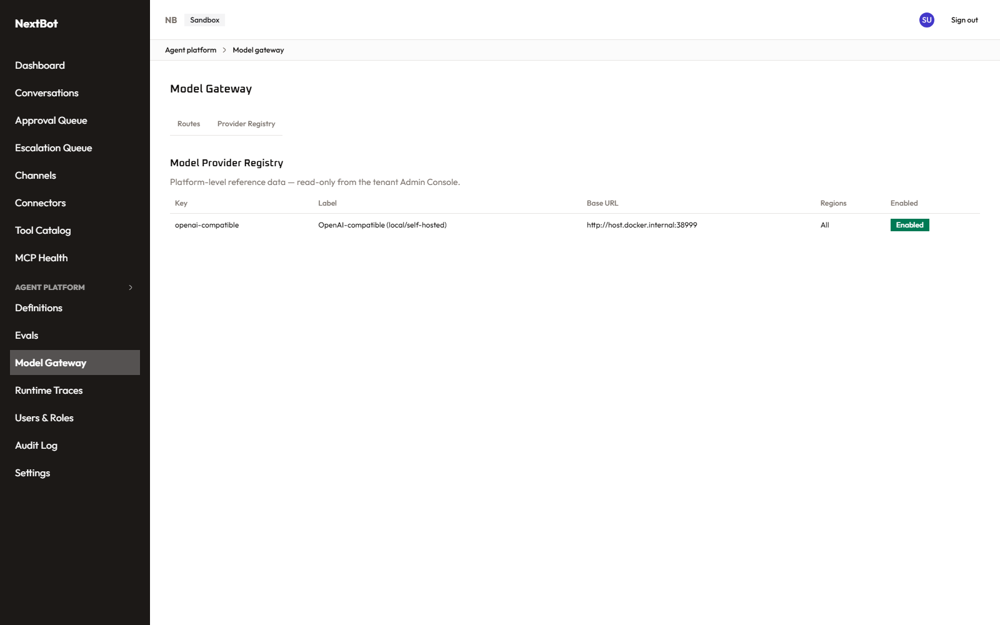 NextBot
Dashboard
Conversations
Approval Queue
Escalation Queue
Channels
Connectors
Tool Catalog
MCP Health
AGENT PLATFORM
Definitions
Evals
Model Gateway
Runtime Traces
Users & Roles
Audit Log
Settings
NB Sandbox SU Sign out
Agent platform > Model gateway
Model Gateway
Routes Provider Registry
Model Provider Registry
Platform-level reference data — read-only from the tenant Admin Console.
Key Label Base URL Regions Enabled
openai-compatible OpenAI-compatible (local/self-hosted) http://host.docker.internal:38999 All Enabled